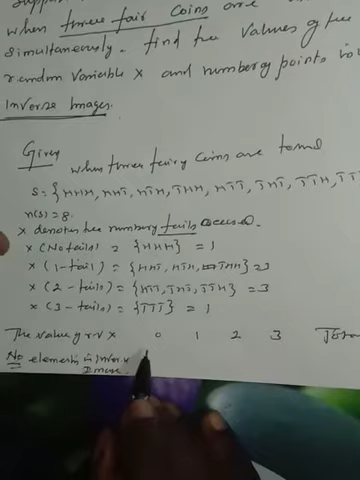 when three fair coins are
simultaneously. find the values of the
random variable X and number of points in
Inverse Images.
Given when three fairy coins are tossed
S = {HHH, HHT, HTH, THH, HTT, THT, TTH, TT
n(s) = 8.
X denotes the number of tails occurs.
X (No tails) = {HHH} = 1
X (1-tail) = {HHT, HTH, THH} = 3
X (2-tails) = {HTT, THT, TTH} = 3
X (3-tails) = {TTT} = 1
The value of r.v X 0 1 2 3 Total
No elements in inverse
Image